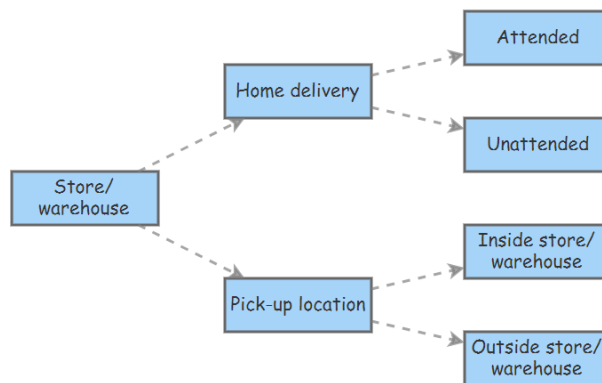 Attended
Home delivery
Unattended
Store/
warehouse
Inside store/
warehouse
Pick-up location
Outside store/
warehouse